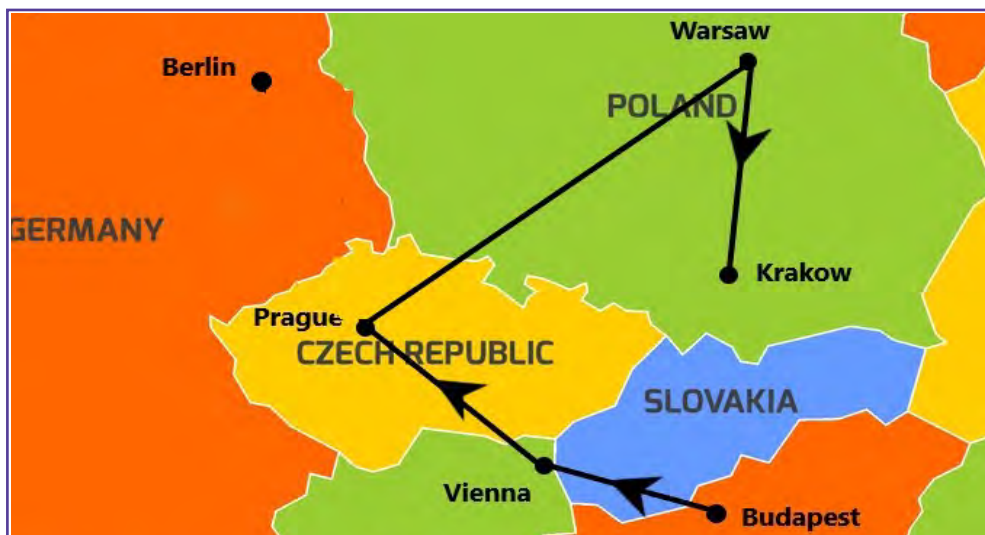 Warsaw
Berlin
POLAND
GERMANY
Krakow
Prague
CZECH REPUBLIC
SLOVAKIA
Vienna
Budapest